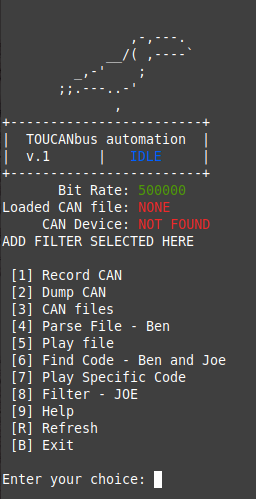 TOUCANbus automation
v.1 | IDLE
Bit Rate: 500000
Loaded CAN file: NONE
CAN Device: NOT FOUND
ADD FILTER SELECTED HERE
[1] Record CAN
[2] Dump CAN
[3] CAN files
[4] Parse File - Ben
[5] Play file
[6] Find Code - Ben and Joe
[7] Play Specific Code
[8] Filter - JOE
[9] Help
[R] Refresh
[B] Exit
Enter your choice: